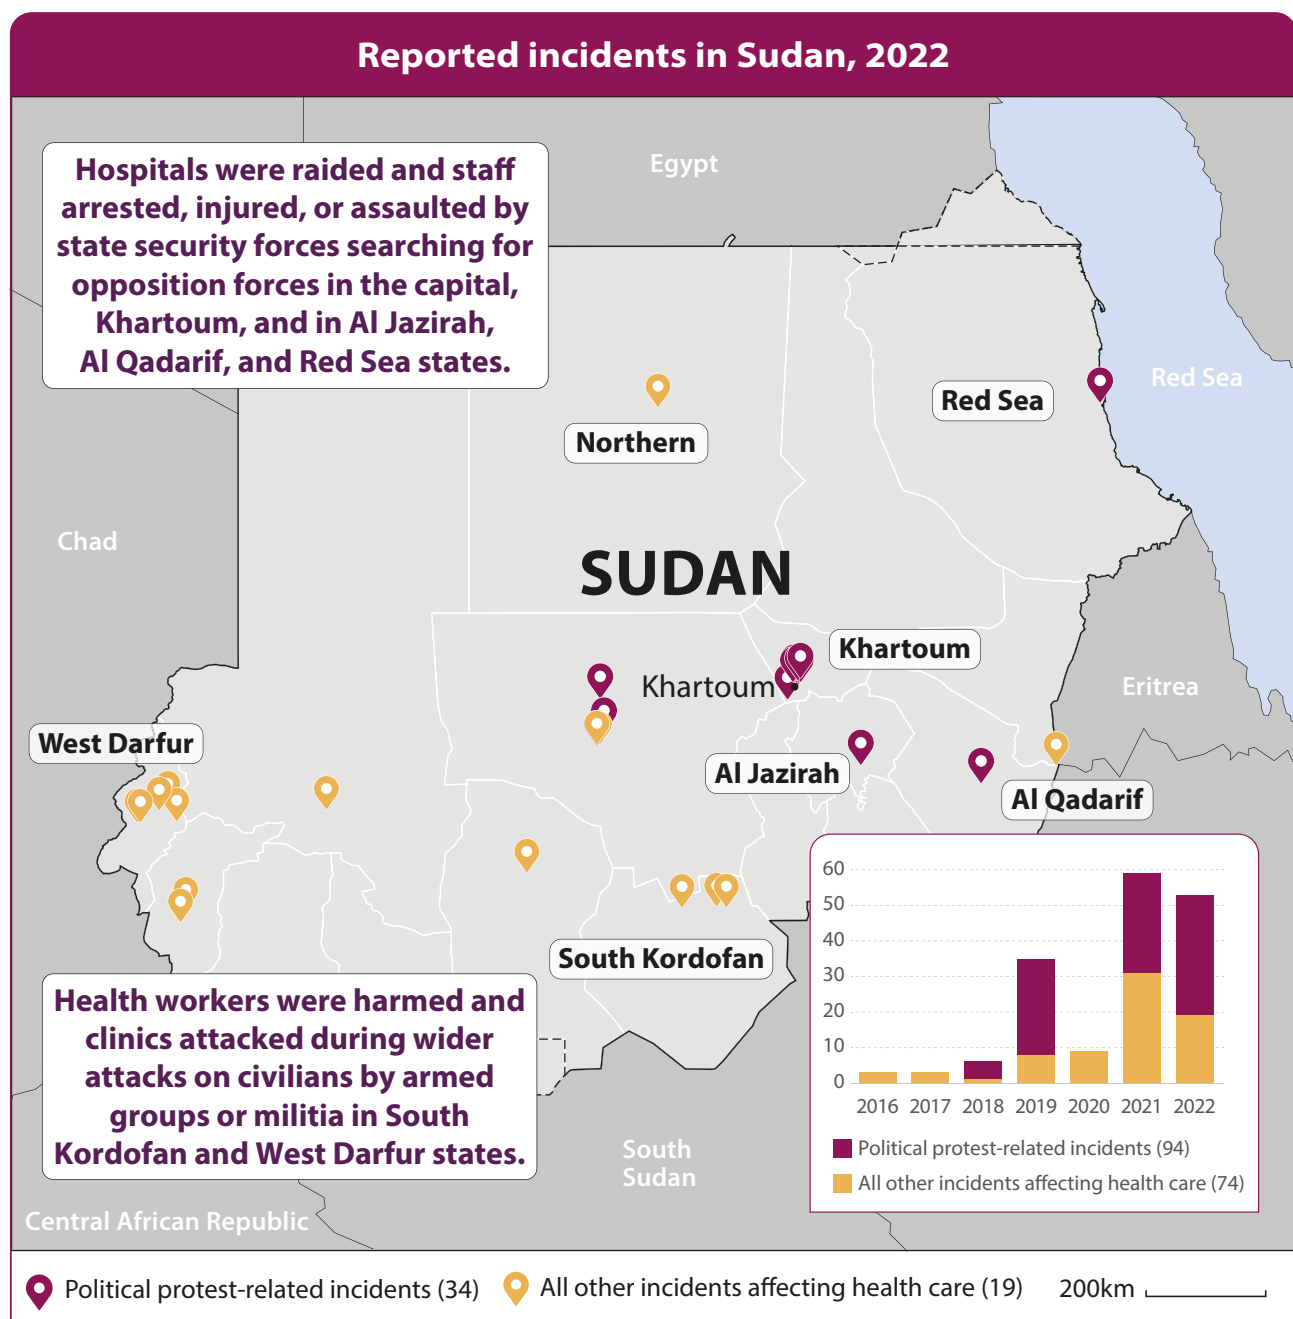 Reported incidents in Sudan, 2022
Hospitals were raided and staff
arrested, injured, or assaulted by
state security forces searching for
opposition forces in the capital,
Khartoum, and in Al Jazirah,
Al Qadarif, and Red Sea states.
Egypt
Red Sea
Red Sea
Northern
Chad
SUDAN
Khartoum
Khartoum
Eritrea
West Darfur
Al Jazirah
Al Qadarif
South Kordofan
Health workers were harmed and
clinics attacked during wider
attacks on civilians by armed
groups or militia in South
Kordofan and West Darfur states.
South
Sudan
Central African Republic
60
50
40
30
20
10
0
2016 2017 2018 2019 2020 2021 2022
Political protest-related incidents (94)
All other incidents affecting health care (74)
Political protest-related incidents (34)
All other incidents affecting health care (19)
200km